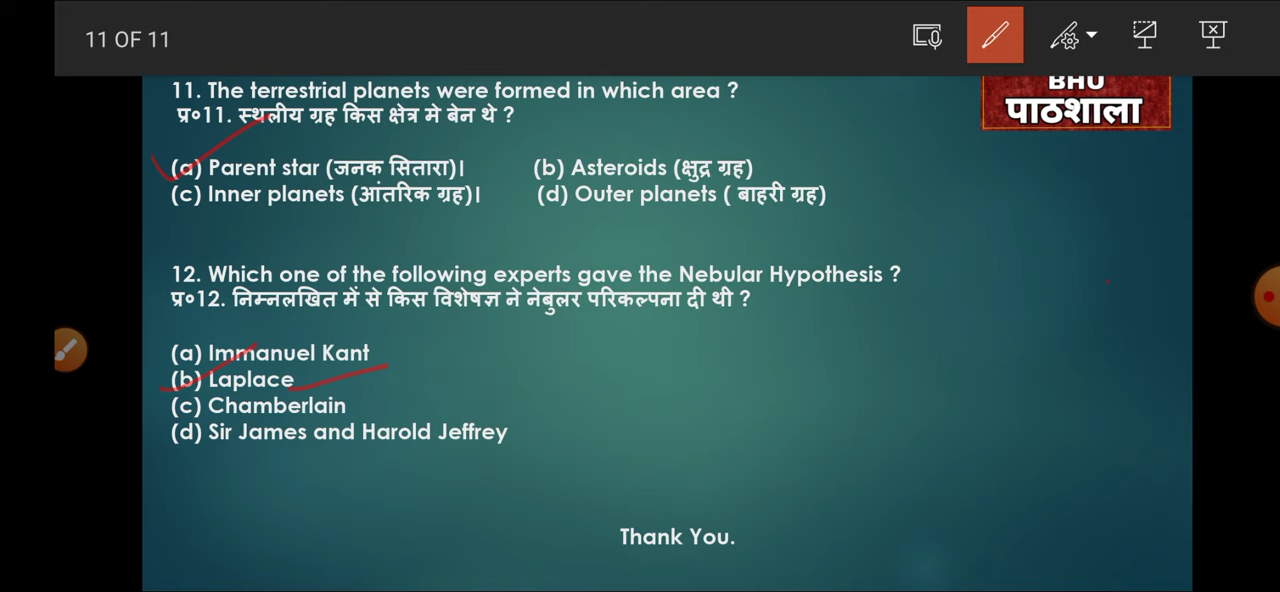 11 OF 11
BHU
पाठशाला
11. The terrestrial planets were formed in which area ?
प्र०11. स्थलीय ग्रह किस क्षेत्र मे बेन थे ?
(a) Parent star (जनक सितारा)। (b) Asteroids (क्षुद्र ग्रह)
(c) Inner planets (आंतरिक ग्रह)। (d) Outer planets ( बाहरी ग्रह)
12. Which one of the following experts gave the Nebular Hypothesis ?
प्र०12. निम्नलखित में से किस विशेषज्ञ ने नेबुलर परिकल्पना दी थी ?
(a) Immanuel Kant
(b) Laplace
(c) Chamberlain
(d) Sir James and Harold Jeffrey
Thank You.